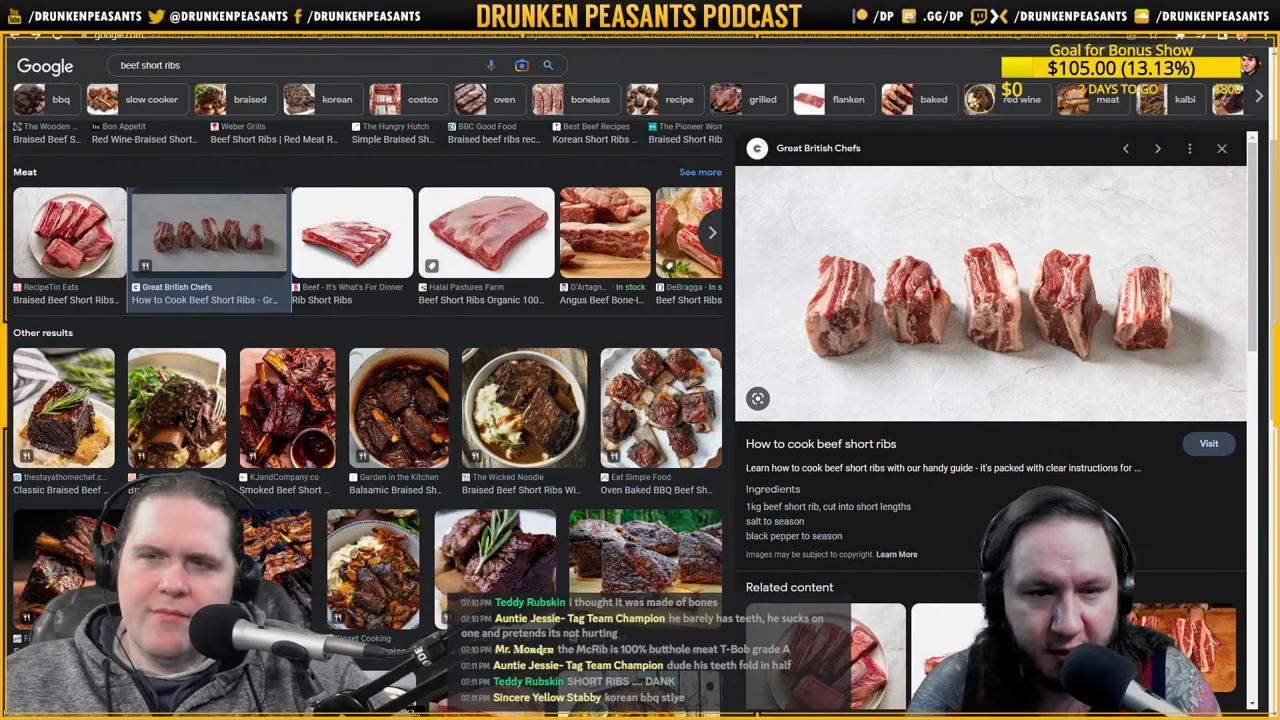 /DRUNKENPEASANTS @DRUNKENPEASANTS /DRUNKENPEASANTS
DRUNKEN PEASANTS PODCAST
/DP .GG/DP /DRUNKENPEASANTS /DRUNKENPEASANTS
Goal for Bonus Show
$105.00 (13.13%)
$0 2 DAYS TO GO $800
Google
beef short ribs
bbq slow cooker braised korean costco oven boneless recipe grilled flanken baked red wine meat kalbi
The Wooden ... Bon Appetit Weber Grills The Hungry Hutch BBC Good Food Best Beef Recipes The Pioneer Wom
Braised Beef S... Red Wine-Braised Short... Beef Short Ribs | Red Meat R... Simple Braised Sh... Braised beef ribs rec... Korean Short Ribs ... Braised Short Rib
Meat
See more
RecipeTin Eats Great British Chefs Beef - It's What's For Dinner Halal Pastures Farm D'Artagn... · In stock DeBragga · In s
Braised Beef Short Ribs... How to Cook Beef Short Ribs - Gr... Rib Short Ribs Beef Short Ribs Organic 100... Angus Beef Bone-I... Beef Short Ribs
Other results
thestayathomechef.... KJandCompany.co Garden in the Kitchen The Wicked Noodle Eat Simple Food
Classic Braised Beef ... Smoked Beef Short ... Balsamic Braised Sh... Braised Beef Short Ribs Wi... Oven Baked BBQ Beef Sh...
Closet Cooking
Great British Chefs
How to cook beef short ribs
Visit
Learn how to cook beef short ribs with our handy guide - it's packed with clear instructions for ...
Ingredients
1kg beef short rib, cut into short lengths
salt to season
black pepper to season
Images may be subject to copyright. Learn More
Related content
07:10 PM Teddy Rubskin i thought it was made of bones
07:10 PM Auntie Jessie- Tag Team Champion he barely has teeth, he sucks on
one and pretends its not hurting
07:10 PM Mr. Morden the McRib is 100% butthole meat T-Bob grade A
07:11 PM Auntie Jessie- Tag Team Champion dude his teeth fold in half
07:11 PM Teddy Rubskin SHORT RIBS .... DANK
07:11 PM Sincere Yellow Stabby korean bbq stlye